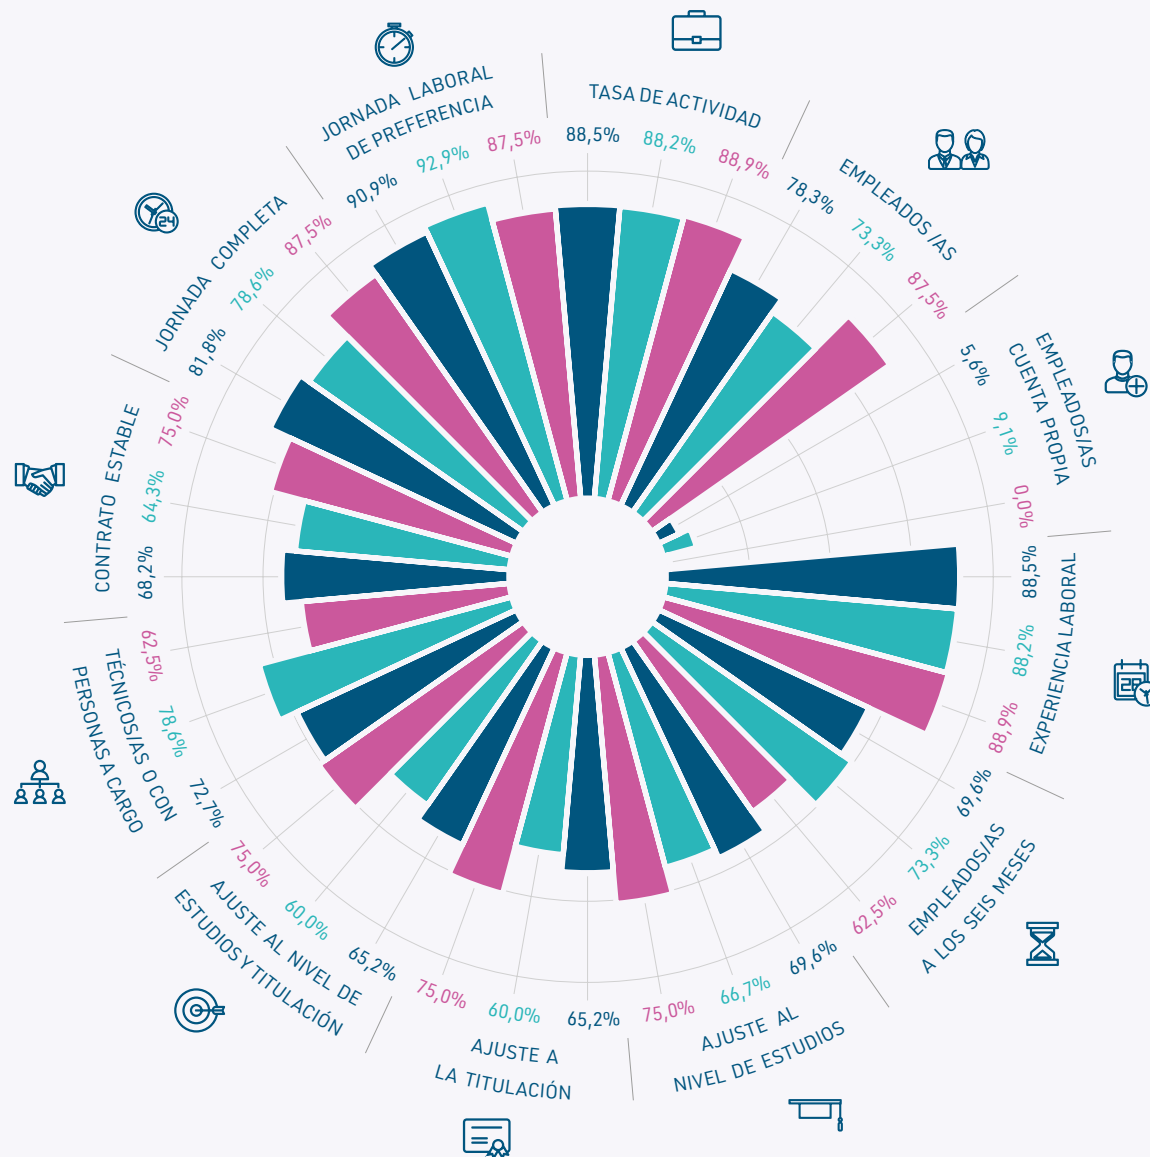 TASA DE ACTIVIDAD
88,5%
88,2%
88,9%
EMPLEADOS/AS
78,3%
73,3%
87,5%
EMPLEADOS/AS
CUENTA PROPIA
5,6%
9,1%
0,0%
EXPERIENCIA LABORAL
88,5%
88,2%
88,9%
EMPLEADOS/AS
A LOS SEIS MESES
69,6%
73,3%
62,5%
AJUSTE AL
NIVEL DE ESTUDIOS
69,6%
66,7%
75,0%
AJUSTE A
LA TITULACIÓN
65,2%
60,0%
75,0%
AJUSTE AL NIVEL DE
ESTUDIOS Y TITULACIÓN
65,2%
60,0%
75,0%
TÉCNICOS/AS O CON
PERSONAS A CARGO
72,7%
78,6%
62,5%
CONTRATO ESTABLE
68,2%
64,3%
75,0%
JORNADA COMPLETA
81,8%
78,6%
87,5%
JORNADA LABORAL
DE PREFERENCIA
90,9%
92,9%
87,5%
24